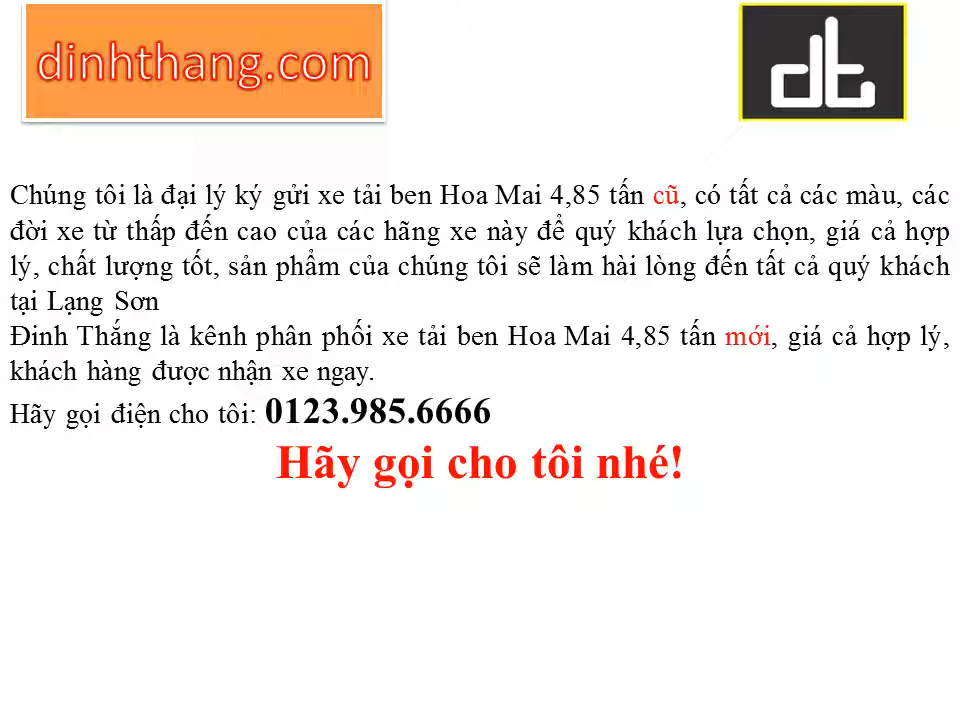 dinhthang.com
dt
Chúng tôi là đại lý ký gửi xe tải ben Hoa Mai 4,85 tấn cũ, có tất cả các màu, các
đời xe từ thấp đến cao của các hãng xe này để quý khách lựa chọn, giá cả hợp
lý, chất lượng tốt, sản phẩm của chúng tôi sẽ làm hài lòng đến tất cả quý khách
tại Lạng Sơn
Đinh Thắng là kênh phân phối xe tải ben Hoa Mai 4,85 tấn mới, giá cả hợp lý,
khách hàng được nhận xe ngay.
Hãy gọi điện cho tôi: 0123.985.6666
Hãy gọi cho tôi nhé!